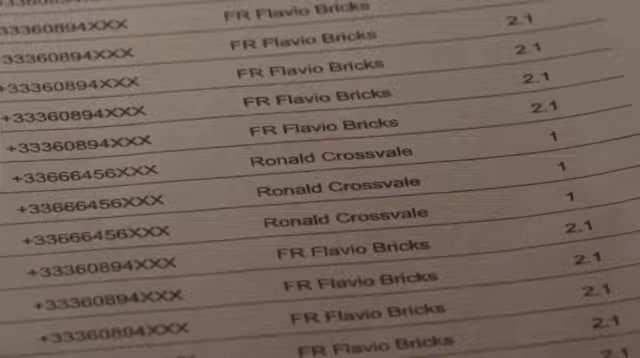 +33360894XXX FR Flavio Bricks
+33360894XXX FR Flavio Bricks 2.1
+33360894XXX FR Flavio Bricks 2.1
+33360894XXX FR Flavio Bricks 2.1
+33360894XXX FR Flavio Bricks 2.1
+33666456XXX Ronald Crossvale 1
+33666456XXX Ronald Crossvale 1
+33666456XXX Ronald Crossvale 1
+33360894XXX FR Flavio Bricks 2.1
+33360894XXX FR Flavio Bricks 2.1
+33360894XXX FR Flavio Bricks 2.1
FR Flavio Bricks 2.1
2.1